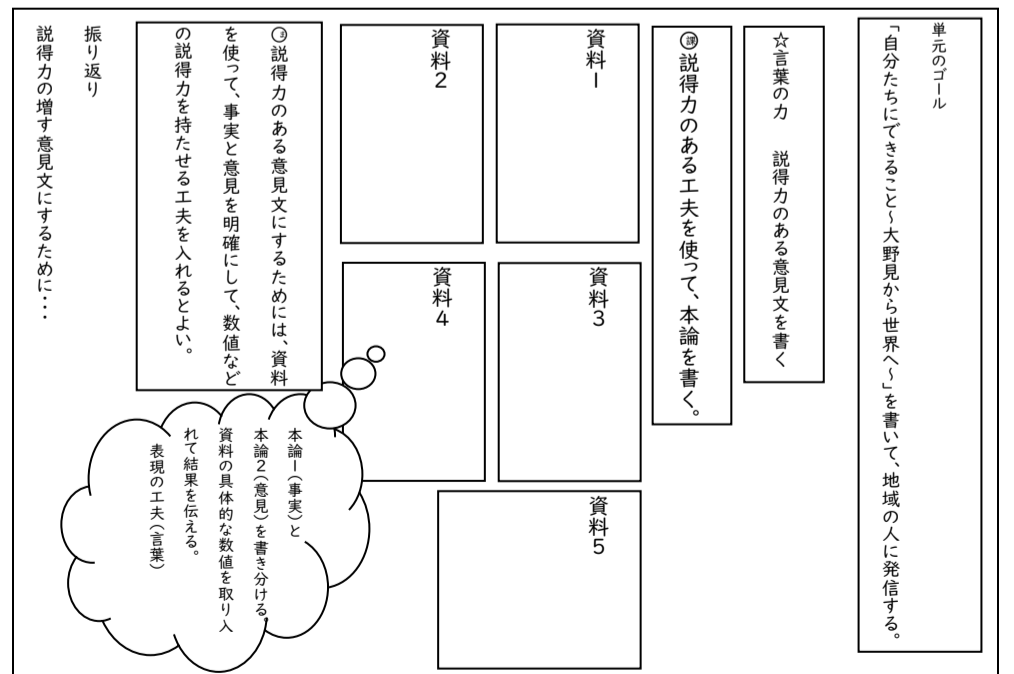 単元のゴール
「自分たちにできること～大野見から世界へ～」を書いて、地域の人に発信する。
☆言葉の力　説得力のある意見文を書く
㋕説得力のある工夫を使って、本論を書く。
資料1
資料2
資料3
資料4
資料5
ま説得力のある意見文にするためには、資料
を使って、事実と意見を明確にして、数値など
の説得力を持たせる工夫を入れるとよい。
本論1（事実）と
本論2（意見）を書き分ける。
資料の具体的な数値を取り入
れて結果を伝える。
表現の工夫（言葉）
振り返り
説得力の増す意見文にするために・・・